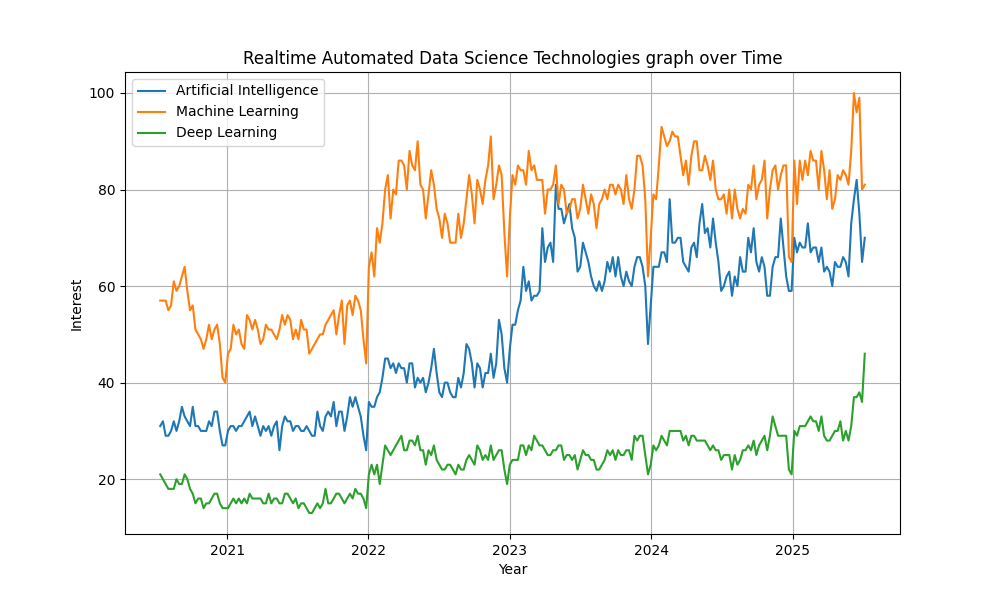 Realtime Automated Data Science Technologies graph over Time
Artificial Intelligence
Machine Learning
Deep Learning
Interest
100
80
60
40
20
2021 2022 2023 2024 2025
Year